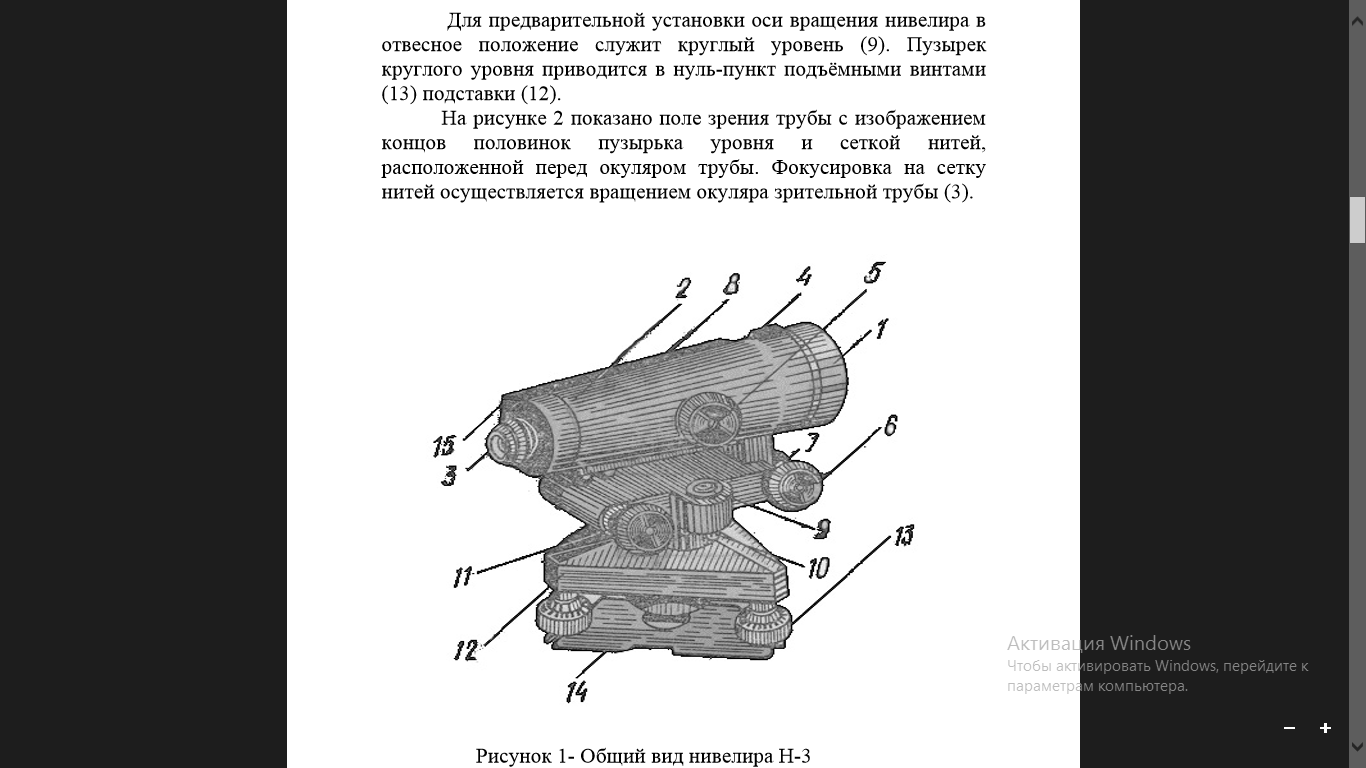 Для предварительной установки оси вращения нивелира в
отвесное положение служит круглый уровень (9). Пузырек
круглого уровня приводится в нуль-пункт подъёмными винтами
(13) подставки (12).
На рисунке 2 показано поле зрения трубы с изображением
концов половинок пузырька уровня и сеткой нитей,
расположенной перед окуляром трубы. Фокусировка на сетку
нитей осуществляется вращением окуляра зрительной трубы (3).
2 8 4 5
1
15
3
6
7
9
13
11
10
12
14
Рисунок 1- Общий вид нивелира Н-3
Активация Windows
Чтобы активировать Windows, перейдите к
параметрам компьютера.